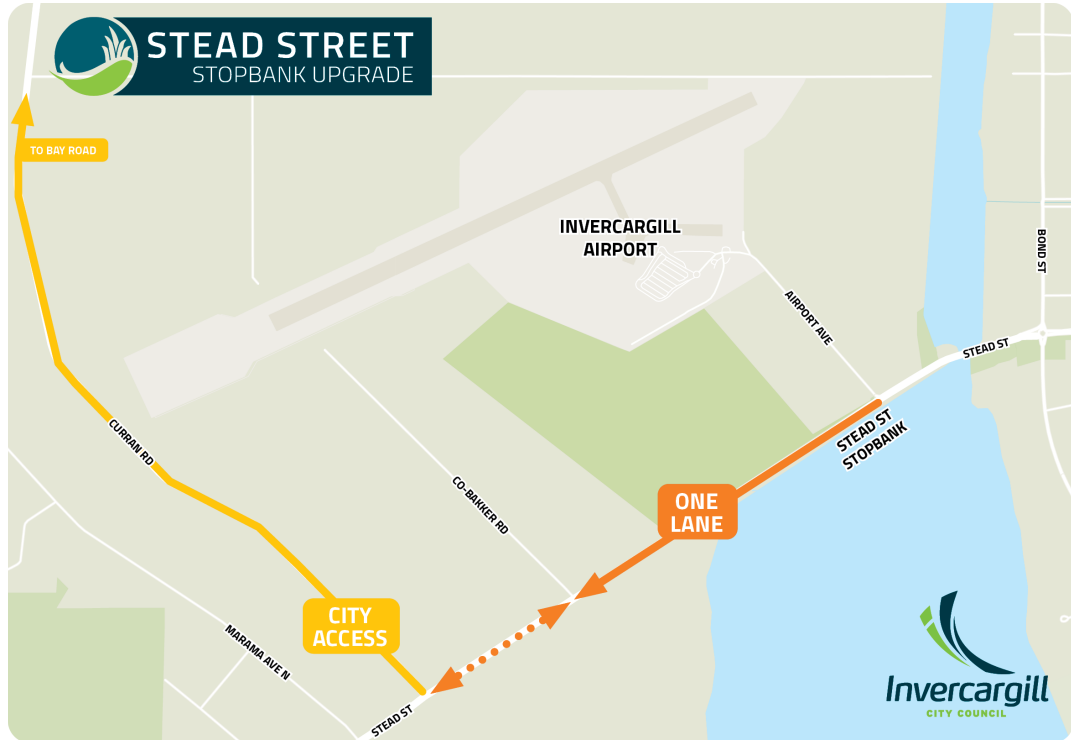 STEAD STREET
STOPBANK UPGRADE
TO BAY ROAD
INVERCARGILL
AIRPORT
BOND ST
AIRPORT AVE
STEAD ST
STEAD ST
STOPBANK
CURRAN RD
CO-BAKKER RD
ONE
LANE
CITY
ACCESS
MARAMA AVE N
STEAD ST
Invercargill
CITY COUNCIL